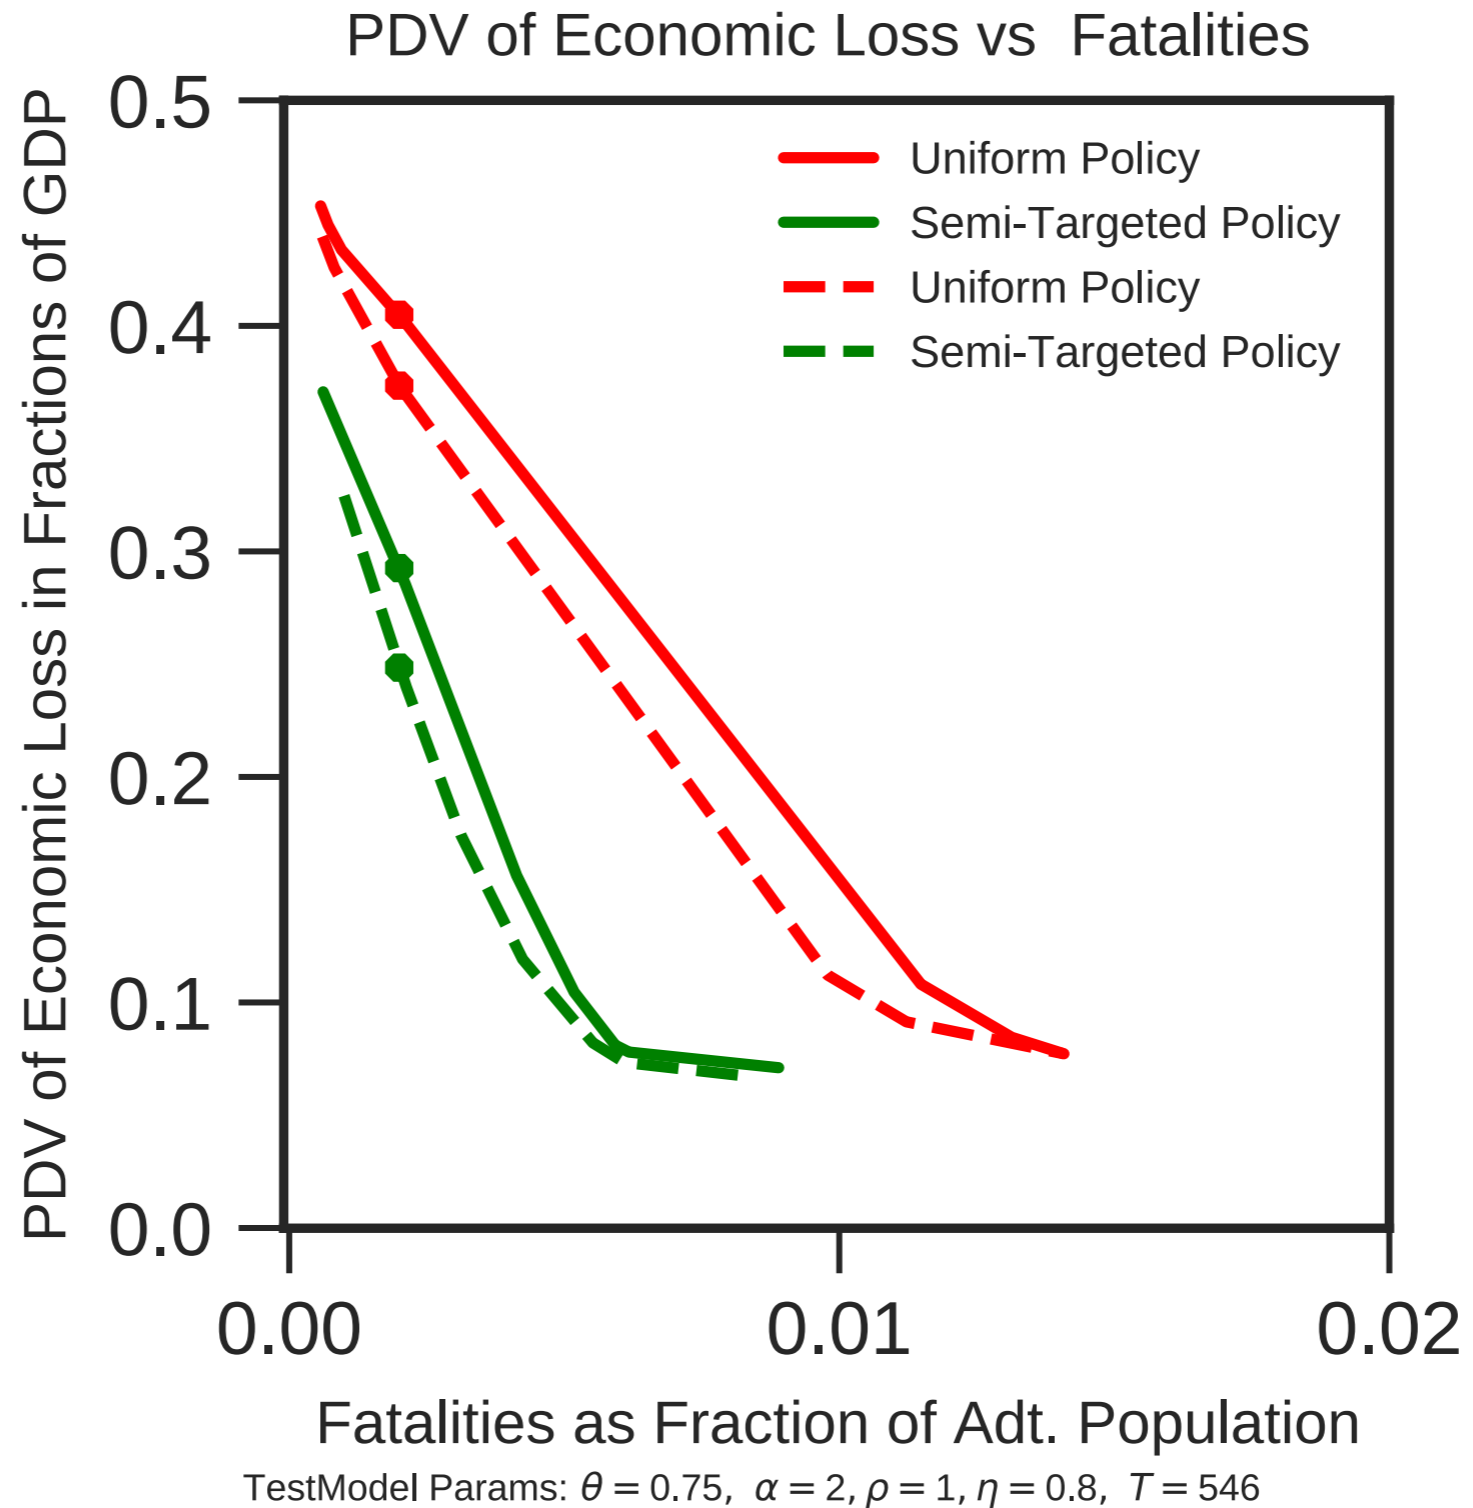 PDV of Economic Loss vs Fatalities
PDV of Economic Loss in Fractions of GDP
0.5
0.4
0.3
0.2
0.1
0.0
Uniform Policy
Semi-Targeted Policy
Uniform Policy
Semi-Targeted Policy
0.00 0.01 0.02
Fatalities as Fraction of Adt. Population
TestModel Params: θ = 0.75, α = 2, ρ = 1, η = 0.8, T = 546